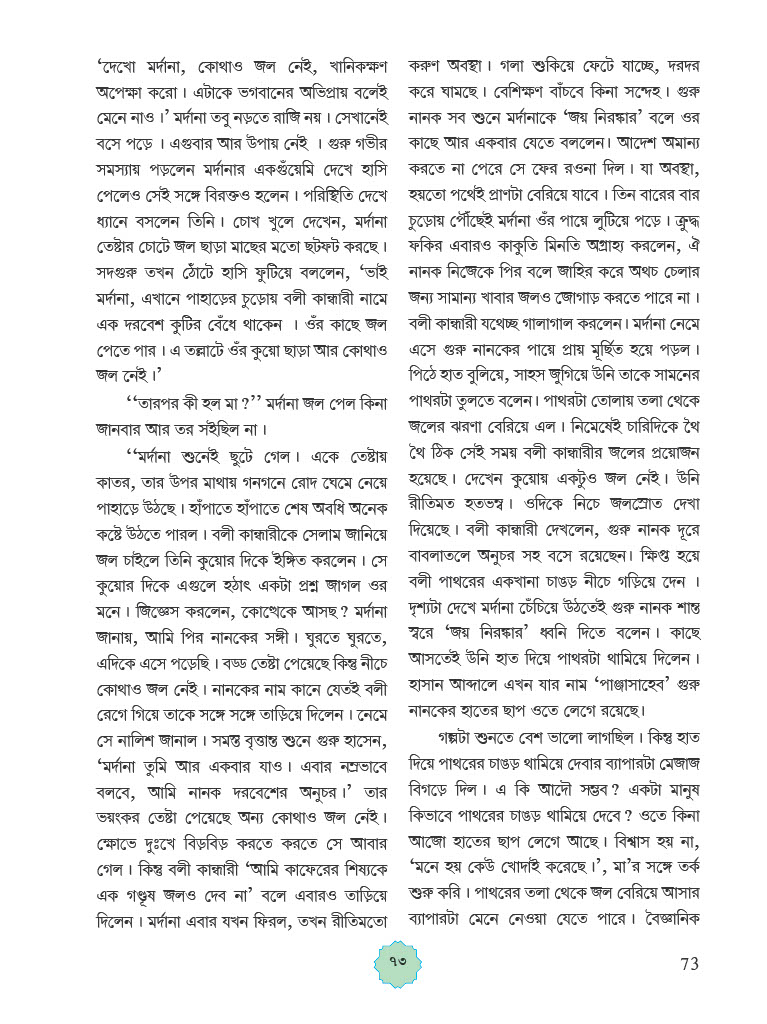 ‘দেখো মর্দানা, কোথাও জল নেই, খানিকক্ষণ
অপেক্ষা করো। এটাকে ভগবানের অভিপ্রায় বলেই
মেনে নাও।’ মর্দানা তবু নড়তে রাজি নয়। সেখানেই
বসে পড়ে। এগুবার আর উপায় নেই । গুরু গভীর
সমস্যায় পড়লেন মর্দানার একগুঁয়েমি দেখে হাসি
পেলেও সেই সঙ্গে বিরক্তও হলেন। পরিস্থিতি দেখে
ধ্যানে বসলেন তিনি। চোখ খুলে দেখেন, মর্দানা
তেষ্টার চোটে জল ছাড়া মাছের মতো ছটফট করছে।
সদগুরু তখন ঠোঁটে হাসি ফুটিয়ে বললেন, ‘ভাই
মর্দানা, এখানে পাহাড়ের চুড়োয় বলী কান্ধারী নামে
এক দরবেশ কুটির বেঁধে থাকেন । ওঁর কাছে জল
পেতে পার। এ তল্লাটে ওঁর কুয়ো ছাড়া আর কোথাও
জল নেই।’
‘‘তারপর কী হল মা?’’ মর্দানা জল পেল কিনা
জানবার আর তর সইছিল না।
‘‘মর্দানা শুনেই ছুটে গেল। একে তেষ্টায়
কাতর, তার উপর মাথায় গনগনে রোদ ঘেমে নেয়ে
পাহাড়ে উঠছে। হাঁপাতে হাঁপাতে শেষ অবধি অনেক
কষ্টে উঠতে পারল। বলী কান্ধারীকে সেলাম জানিয়ে
জল চাইলে তিনি কুয়োর দিকে ইঙ্গিত করলেন। সে
কুয়োর দিকে এগুলে হঠাৎ একটা প্রশ্ন জাগল ওর
মনে। জিজ্ঞেস করলেন, কোত্থেকে আসছ? মর্দানা
জানায়, আমি পির নানকের সঙ্গী। ঘুরতে ঘুরতে,
এদিকে এসে পড়েছি। বড্ড তেষ্টা পেয়েছে কিন্তু নীচে
কোথাও জল নেই। নানকের নাম কানে যেতই বলী
রেগে গিয়ে তাকে সঙ্গে সঙ্গে তাড়িয়ে দিলেন। নেমে
সে নালিশ জানাল। সমস্ত বৃত্তান্ত শুনে গুরু হাসেন,
‘মর্দানা তুমি আর একবার যাও। এবার নম্রভাবে
বলবে, আমি নানক দরবেশের অনুচর।’ তার
ভয়ংকর তেষ্টা পেয়েছে অন্য কোথাও জল নেই।
ক্ষোভে দুঃখে বিড়বিড় করতে করতে সে আবার
গেল। কিন্তু বলী কান্ধারী ‘আমি কাফেরের শিষ্যকে
এক গণ্ডূষ জলও দেব না’ বলে এবারও তাড়িয়ে
দিলেন। মর্দানা এবার যখন ফিরল, তখন রীতিমতো
করুণ অবস্থা। গলা শুকিয়ে ফেটে যাচ্ছে, দরদর
করে ঘামছে। বেশিক্ষণ বাঁচবে কিনা সন্দেহ। গুরু
নানক সব শুনে মর্দানাকে ‘জয় নিরঙ্কার’ বলে ওর
কাছে আর একবার যেতে বললেন। আদেশ অমান্য
করতে না পেরে সে ফের রওনা দিল। যা অবস্থা,
হয়তো পথেই প্রাণটা বেরিয়ে যাবে। তিন বারের বার
চুড়োয় পৌঁছেই মর্দানা ওঁর পায়ে লুটিয়ে পড়ে। ক্রুদ্ধ
ফকির এবারও কাকুতি মিনতি অগ্রাহ্য করলেন, ঐ
নানক নিজেকে পির বলে জাহির করে অথচ চেলার
জন্য সামান্য খাবার জলও জোগাড় করতে পারে না।
বলী কান্ধারী যথেচ্ছ গালাগাল করলেন। মর্দানা নেমে
এসে গুরু নানকের পায়ে প্রায় মূর্ছিত হয়ে পড়ল।
পিঠে হাত বুলিয়ে, সাহস জুগিয়ে উনি তাকে সামনের
পাথরটা তুলতে বলেন। পাথরটা তোলায় তলা থেকে
জলের ঝরণা বেরিয়ে এল। নিমেষেই চারিদিকে থৈ
থৈ ঠিক সেই সময় বলী কান্ধারীর জলের প্রয়োজন
হয়েছে। দেখেন কুয়োয় একটুও জল নেই। উনি
রীতিমত হতভম্ব। ওদিকে নিচে জলস্রোত দেখা
দিয়েছে। বলী কান্ধারী দেখলেন, গুরু নানক দূরে
বাবলাতলে অনুচর সহ বসে রয়েছেন। ক্ষিপ্ত হয়ে
বলী পাথরের একখানা চাঙড় নীচে গড়িয়ে দেন ।
দৃশ্যটা দেখে মর্দানা চেঁচিয়ে উঠতেই গুরু নানক শান্ত
স্বরে ‘জয় নিরঙ্কার’ ধ্বনি দিতে বলেন। কাছে
আসতেই উনি হাত দিয়ে পাথরটা থামিয়ে দিলেন।
হাসান আব্দালে এখন যার নাম ‘পাঞ্জাসাহেব’ গুরু
নানকের হাতের ছাপ ওতে লেগে রয়েছে।
গল্পটা শুনতে বেশ ভালো লাগছিল। কিন্তু হাত
দিয়ে পাথরের চাঙড় থামিয়ে দেবার ব্যাপারটা মেজাজ
বিগড়ে দিল। এ কি আদৌ সম্ভব? একটা মানুষ
কিভাবে পাথরের চাঙড় থামিয়ে দেবে? ওতে কিনা
আজো হাতের ছাপ লেগে আছে। বিশ্বাস হয় না,
‘মনে হয় কেউ খোদাই করেছে।’, মা’র সঙ্গে তর্ক
শুরু করি। পাথরের তলা থেকে জল বেরিয়ে আসার
ব্যাপারটা মেনে নেওয়া যেতে পারে। বৈজ্ঞানিক
৭৩
73